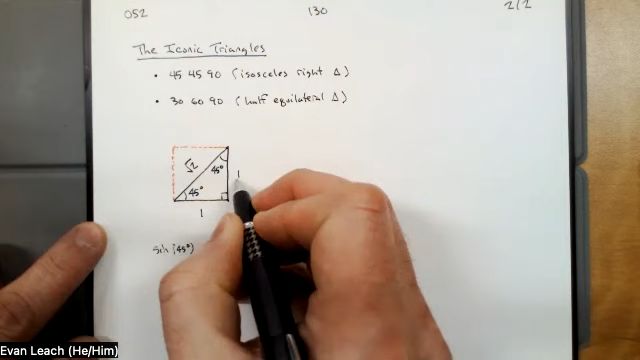 052 130 2/2
The Iconic Triangles
• 45 45 90 (isosceles right Δ)
• 30 60 90 (half equilateral Δ)
√2 45° 1
45°
1
sin (45°)
Evan Leach (He/Him)